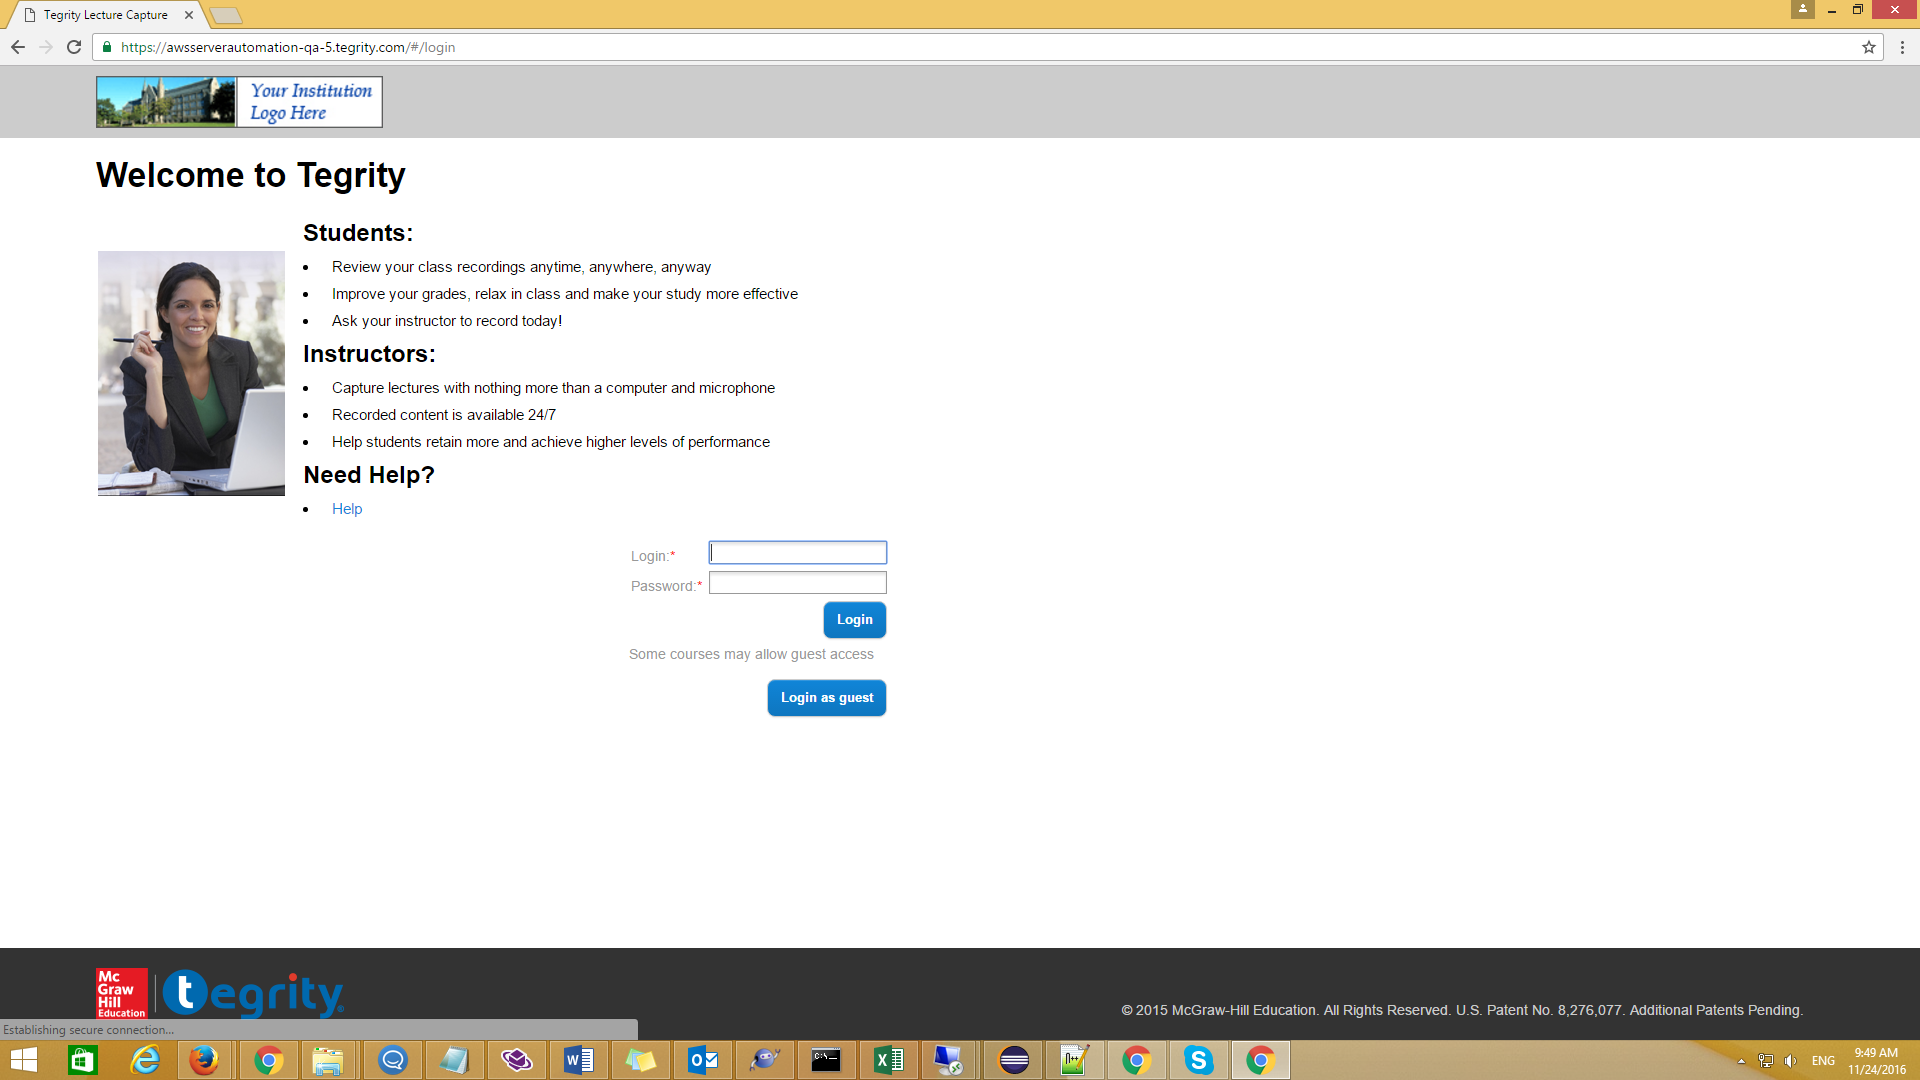 Tegrity Lecture Capture
https://awsserverautomation-qa-5.tegrity.com/#/login
Your Institution
Logo Here
Welcome to Tegrity
Students:
• Review your class recordings anytime, anywhere, anyway
• Improve your grades, relax in class and make your study more effective
• Ask your instructor to record today!
Instructors:
• Capture lectures with nothing more than a computer and microphone
• Recorded content is available 24/7
• Help students retain more and achieve higher levels of performance
Need Help?
• Help
Login:*
Password:*
Login
Some courses may allow guest access
Login as guest
Mc
Graw
Hill
Education
tegrity
© 2015 McGraw-Hill Education. All Rights Reserved. U.S. Patent No. 8,276,077. Additional Patents Pending.
Establishing secure connection...
ENG
9:49 AM
11/24/2016